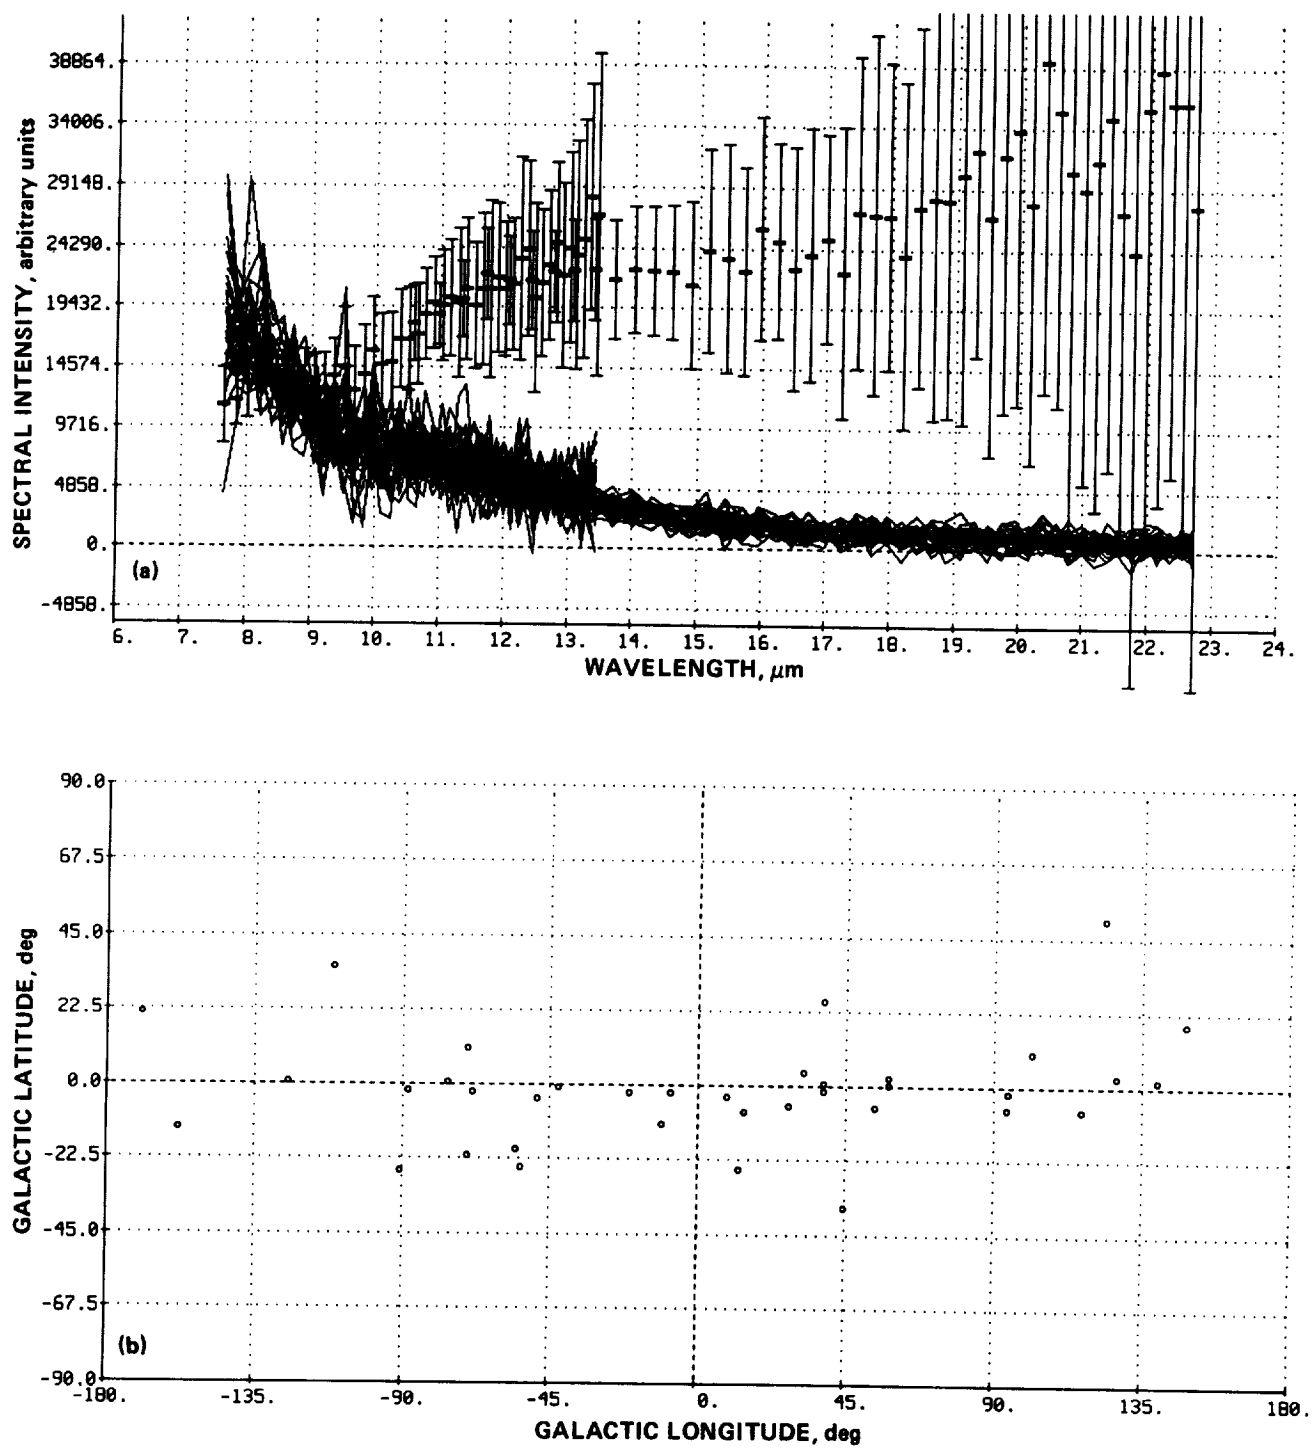 SPECTRAL INTENSITY, arbitrary units
38864.
34006.
29148.
24290.
19432.
14574.
9716.
4858.
0.
-4858.
(a)
6. 7. 8. 9. 10. 11. 12. 13. 14. 15. 16. 17. 18. 19. 20. 21. 22. 23. 24.
WAVELENGTH, μm
GALACTIC LATITUDE, deg
90.0
67.5
45.0
22.5
0.0
-22.5
-45.0
-67.5
-90.0
(b)
-180. -135. -90. -45. 0. 45. 90. 135. 180.
GALACTIC LONGITUDE, deg